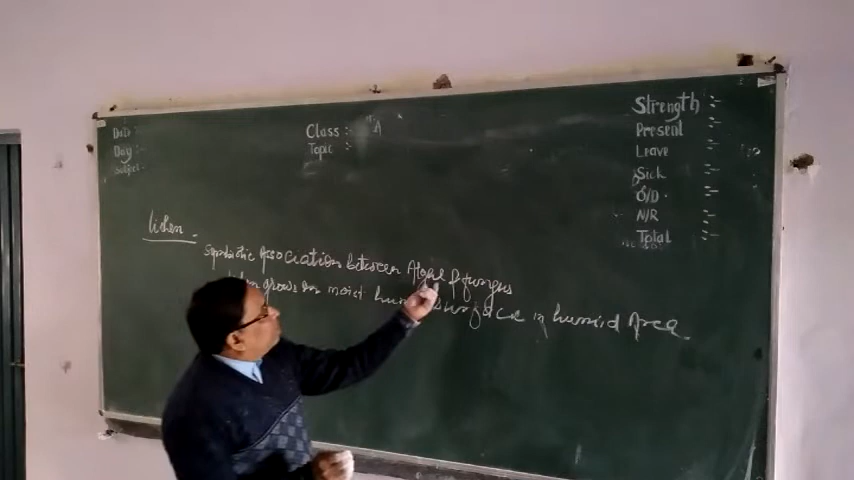 Date
Day :
Subject :
Class : A
Topic :
Strength :-
Present :-
Leave :-
Sick :-
O/D :-
N/R :-
Total :-
lichen -
Symbiotic Association between Algae & fungus
grows on moist surface in humid Area.